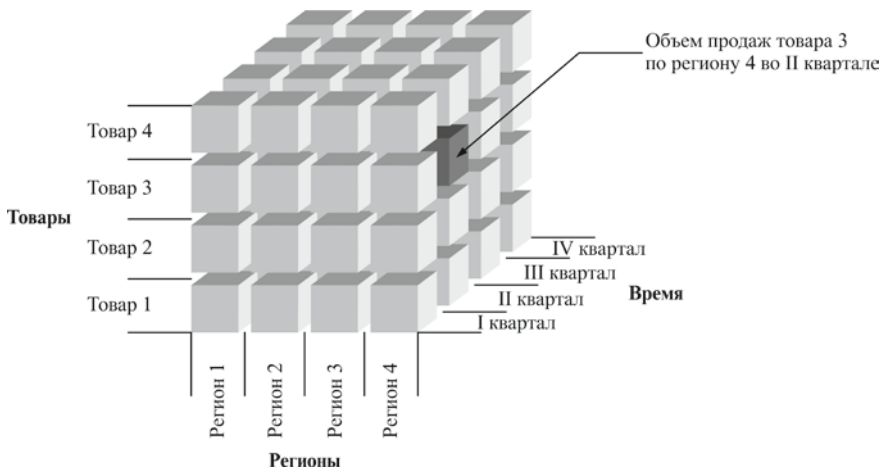 Объем продаж товара 3
по региону 4 во II квартале
Товар 4
Товар 3
Товары
Товар 2
Товар 1
IV квартал
III квартал
Время
II квартал
I квартал
Регион 1
Регион 2
Регион 3
Регион 4
Регионы